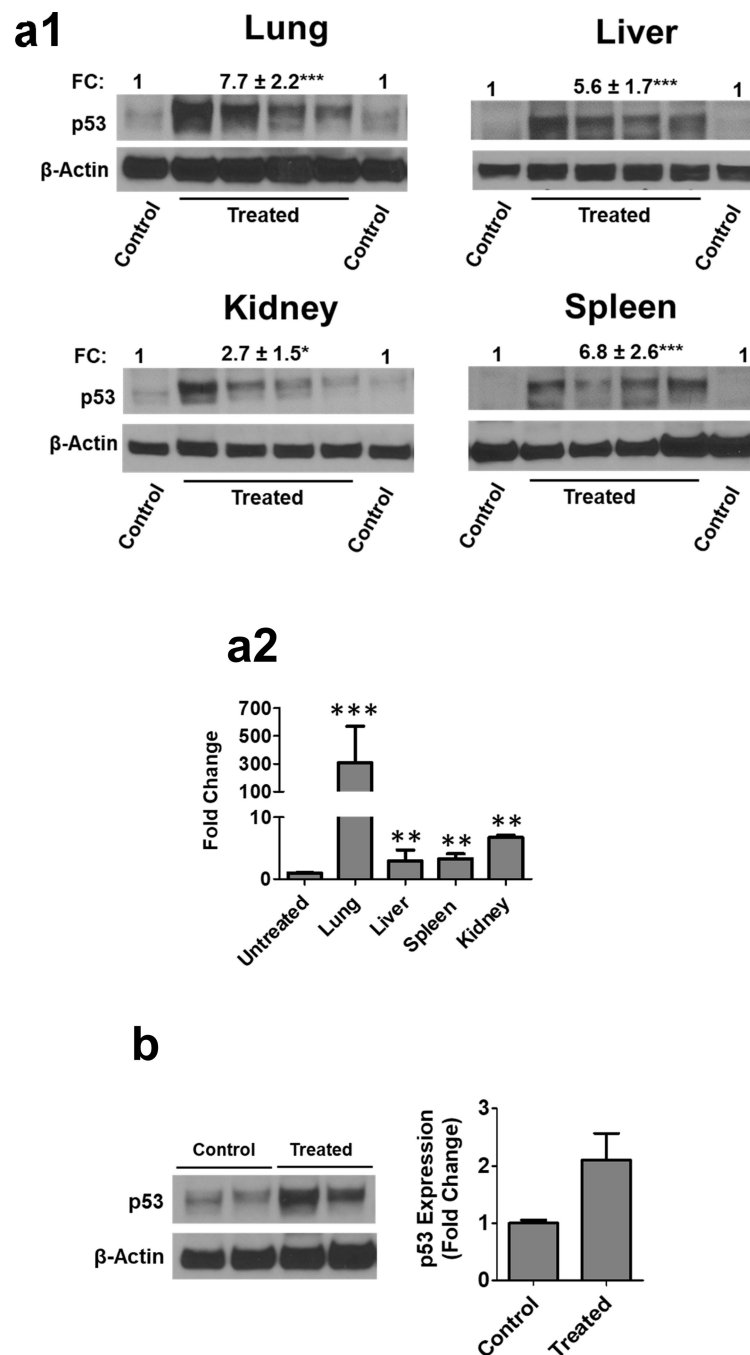 a1
Lung
FC: 1 7.7 ± 2.2*** 1
p53
β-Actin
Control Treated Control
Liver
1 5.6 ± 1.7*** 1
Control Treated Control
Kidney
FC: 1 2.7 ± 1.5* 1
p53
β-Actin
Control Treated Control
Spleen
1 6.8 ± 2.6*** 1
Control Treated Control
a2
Fold Change
700
500
300
100
10
0
*** ** ** **
Untreated Lung Liver Spleen Kidney
b
Control Treated
p53
β-Actin
p53 Expression
(Fold Change)
3
2
1
0
Control Treated